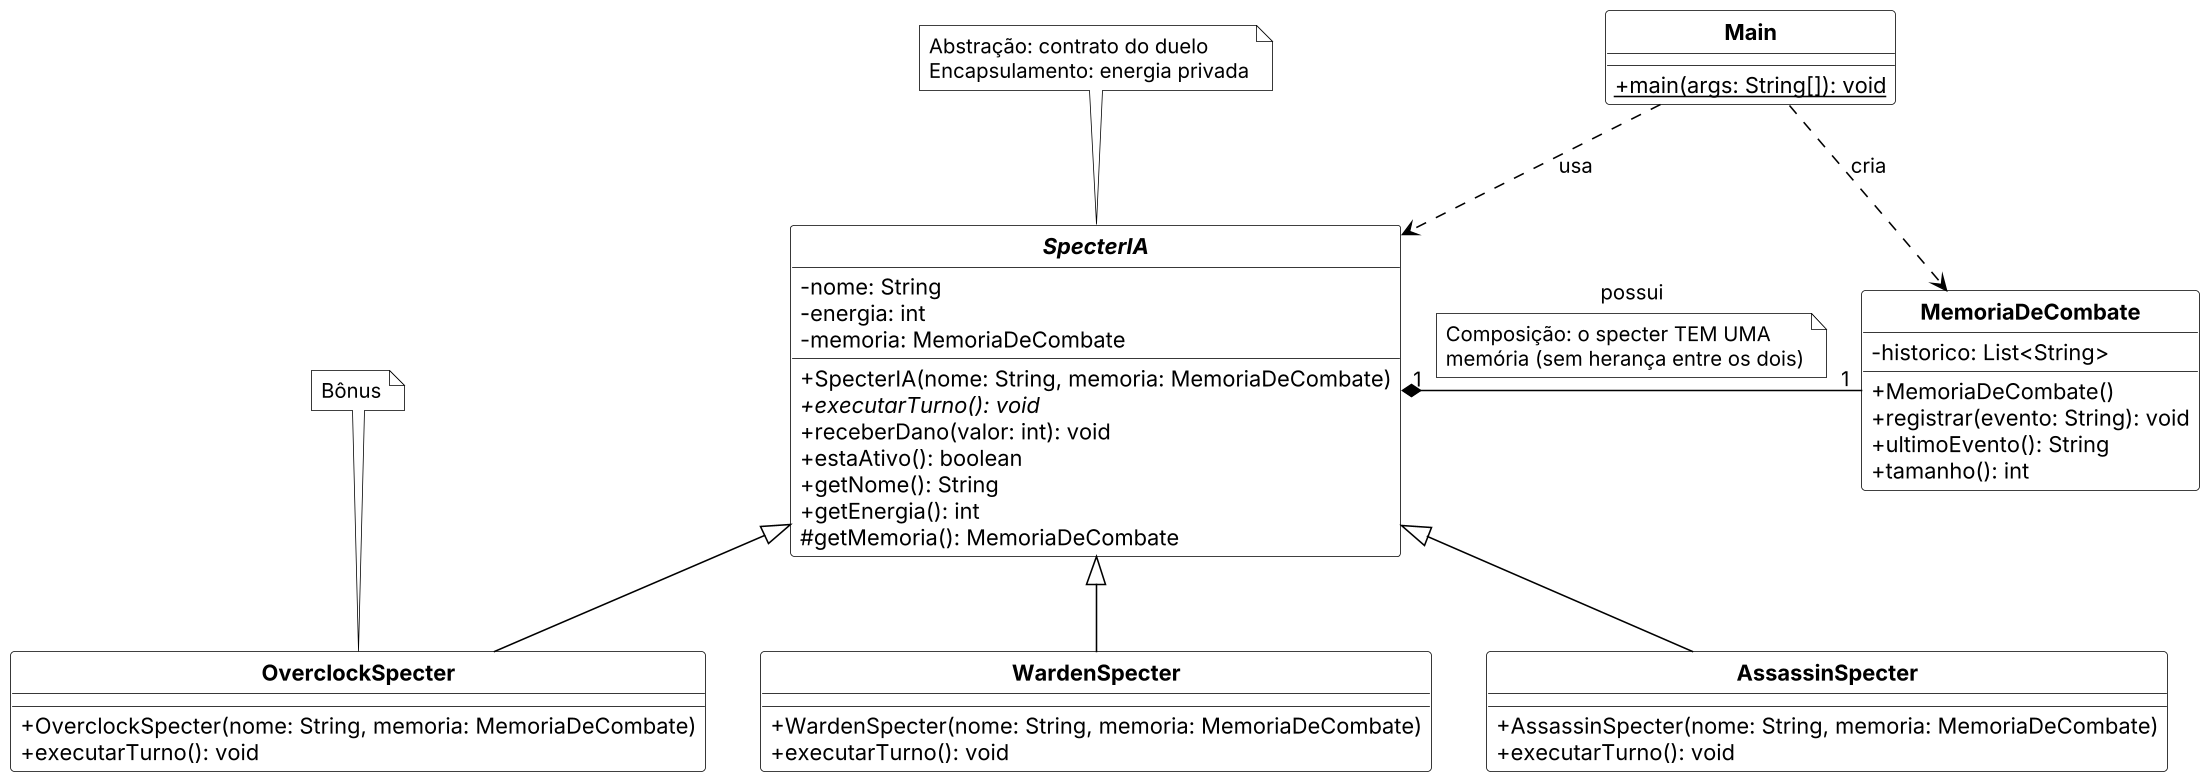 Abstração: contrato do duelo
Encapsulamento: energia privada
Main
+main(args: String[]): void
usa
cria
SpecterIA
-nome: String
-energia: int
-memoria: MemoriaDeCombate
+SpecterIA(nome: String, memoria: MemoriaDeCombate)
+executarTurno(): void
+receberDano(valor: int): void
+estaAtivo(): boolean
+getNome(): String
+getEnergia(): int
#getMemoria(): MemoriaDeCombate
possui
Composição: o specter TEM UMA
memória (sem herança entre os dois)
1
1
MemoriaDeCombate
-historico: List<String>
+MemoriaDeCombate()
+registrar(evento: String): void
+ultimoEvento(): String
+tamanho(): int
Bônus
OverclockSpecter
+OverclockSpecter(nome: String, memoria: MemoriaDeCombate)
+executarTurno(): void
WardenSpecter
+WardenSpecter(nome: String, memoria: MemoriaDeCombate)
+executarTurno(): void
AssassinSpecter
+AssassinSpecter(nome: String, memoria: MemoriaDeCombate)
+executarTurno(): void